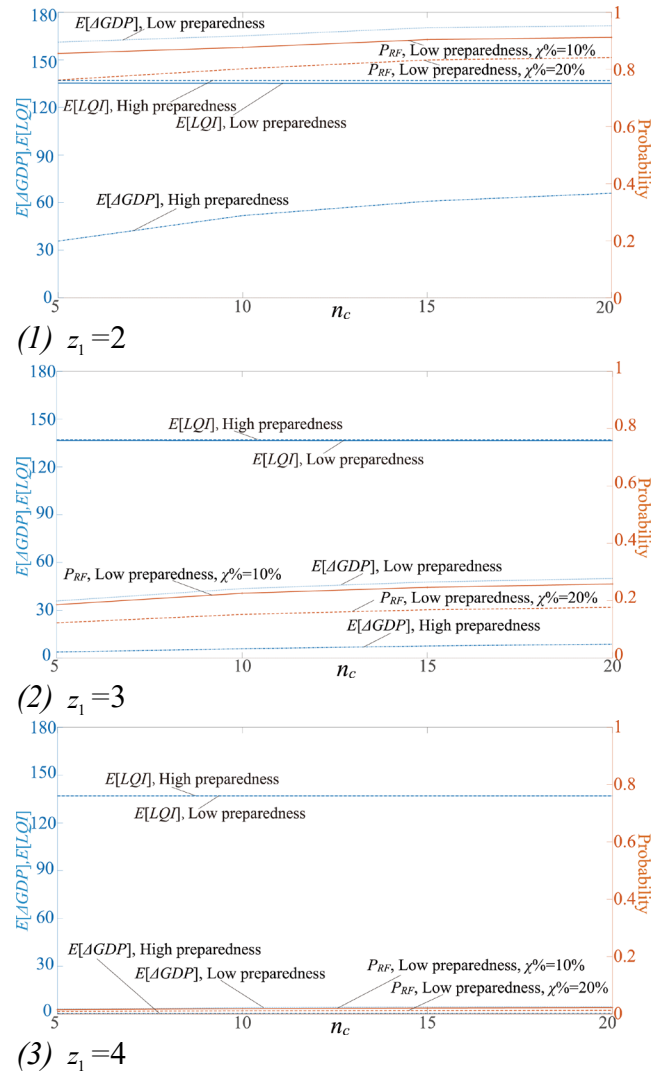 180
150
120
90
60
30
0
E[ΔGDP],E[LQI]
E[ΔGDP], Low preparedness
P_RF, Low preparedness, χ%=10%
P_RF, Low preparedness, χ%=20%
E[LQI], High preparedness
E[LQI], Low preparedness
E[ΔGDP], High preparedness
1
0.8
0.6
0.4
0.2
0
Probability
5 10 15 20
n_c
(1) z_1 =2
180
150
120
90
60
30
0
E[ΔGDP],E[LQI]
E[LQI], High preparedness
E[LQI], Low preparedness
E[ΔGDP], Low preparedness
P_RF, Low preparedness, χ%=10%
P_RF, Low preparedness, χ%=20%
E[ΔGDP], High preparedness
1
0.8
0.6
0.4
0.2
0
Probability
5 10 15 20
n_c
(2) z_1 =3
180
150
120
90
60
30
0
E[ΔGDP],E[LQI]
E[LQI], High preparedness
E[LQI], Low preparedness
E[ΔGDP], High preparedness
E[ΔGDP], Low preparedness
P_RF, Low preparedness, χ%=10%
P_RF, Low preparedness, χ%=20%
1
0.8
0.6
0.4
0.2
0
Probability
5 10 15 20
n_c
(3) z_1 =4